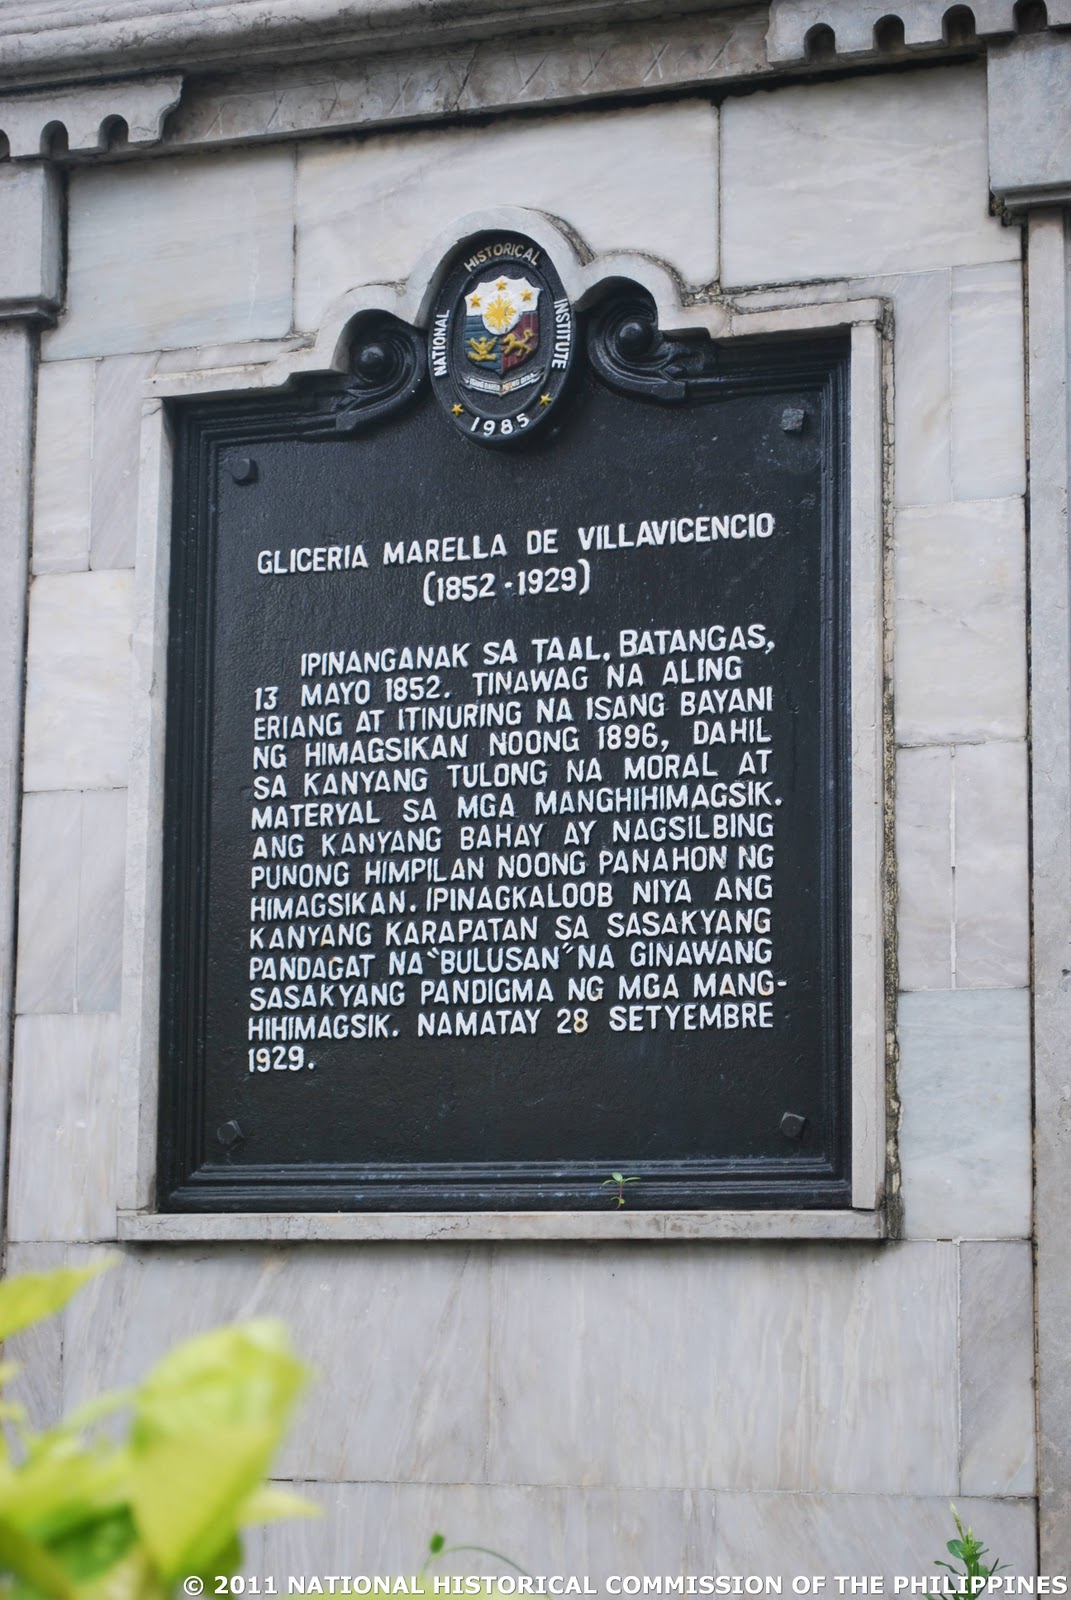 NATIONAL HISTORICAL INSTITUTE
1985
GLICERIA MARELLA DE VILLAVICENCIO
(1852 - 1929)
IPINANGANAK SA TAAL, BATANGAS,
13 MAYO 1852. TINAWAG NA ALING
ERIANG AT ITINURING NA ISANG BAYANI
NG HIMAGSIKAN NOONG 1896, DAHIL
SA KANYANG TULONG NA MORAL AT
MATERYAL SA MGA MANGHIHIMAGSIK.
ANG KANYANG BAHAY AY NAGSILBING
PUNONG HIMPILAN NOONG PANAHON NG
HIMAGSIKAN. IPINAGKALOOB NIYA ANG
KANYANG KARAPATAN SA SASAKYANG
PANDAGAT NA "BULUSAN" NA GINAWANG
SASAKYANG PANDIGMA NG MGA MANG-
HIHIMAGSIK. NAMATAY 28 SETYEMBRE
1929.
© 2011 NATIONAL HISTORICAL COMMISSION OF THE PHILIPPINES